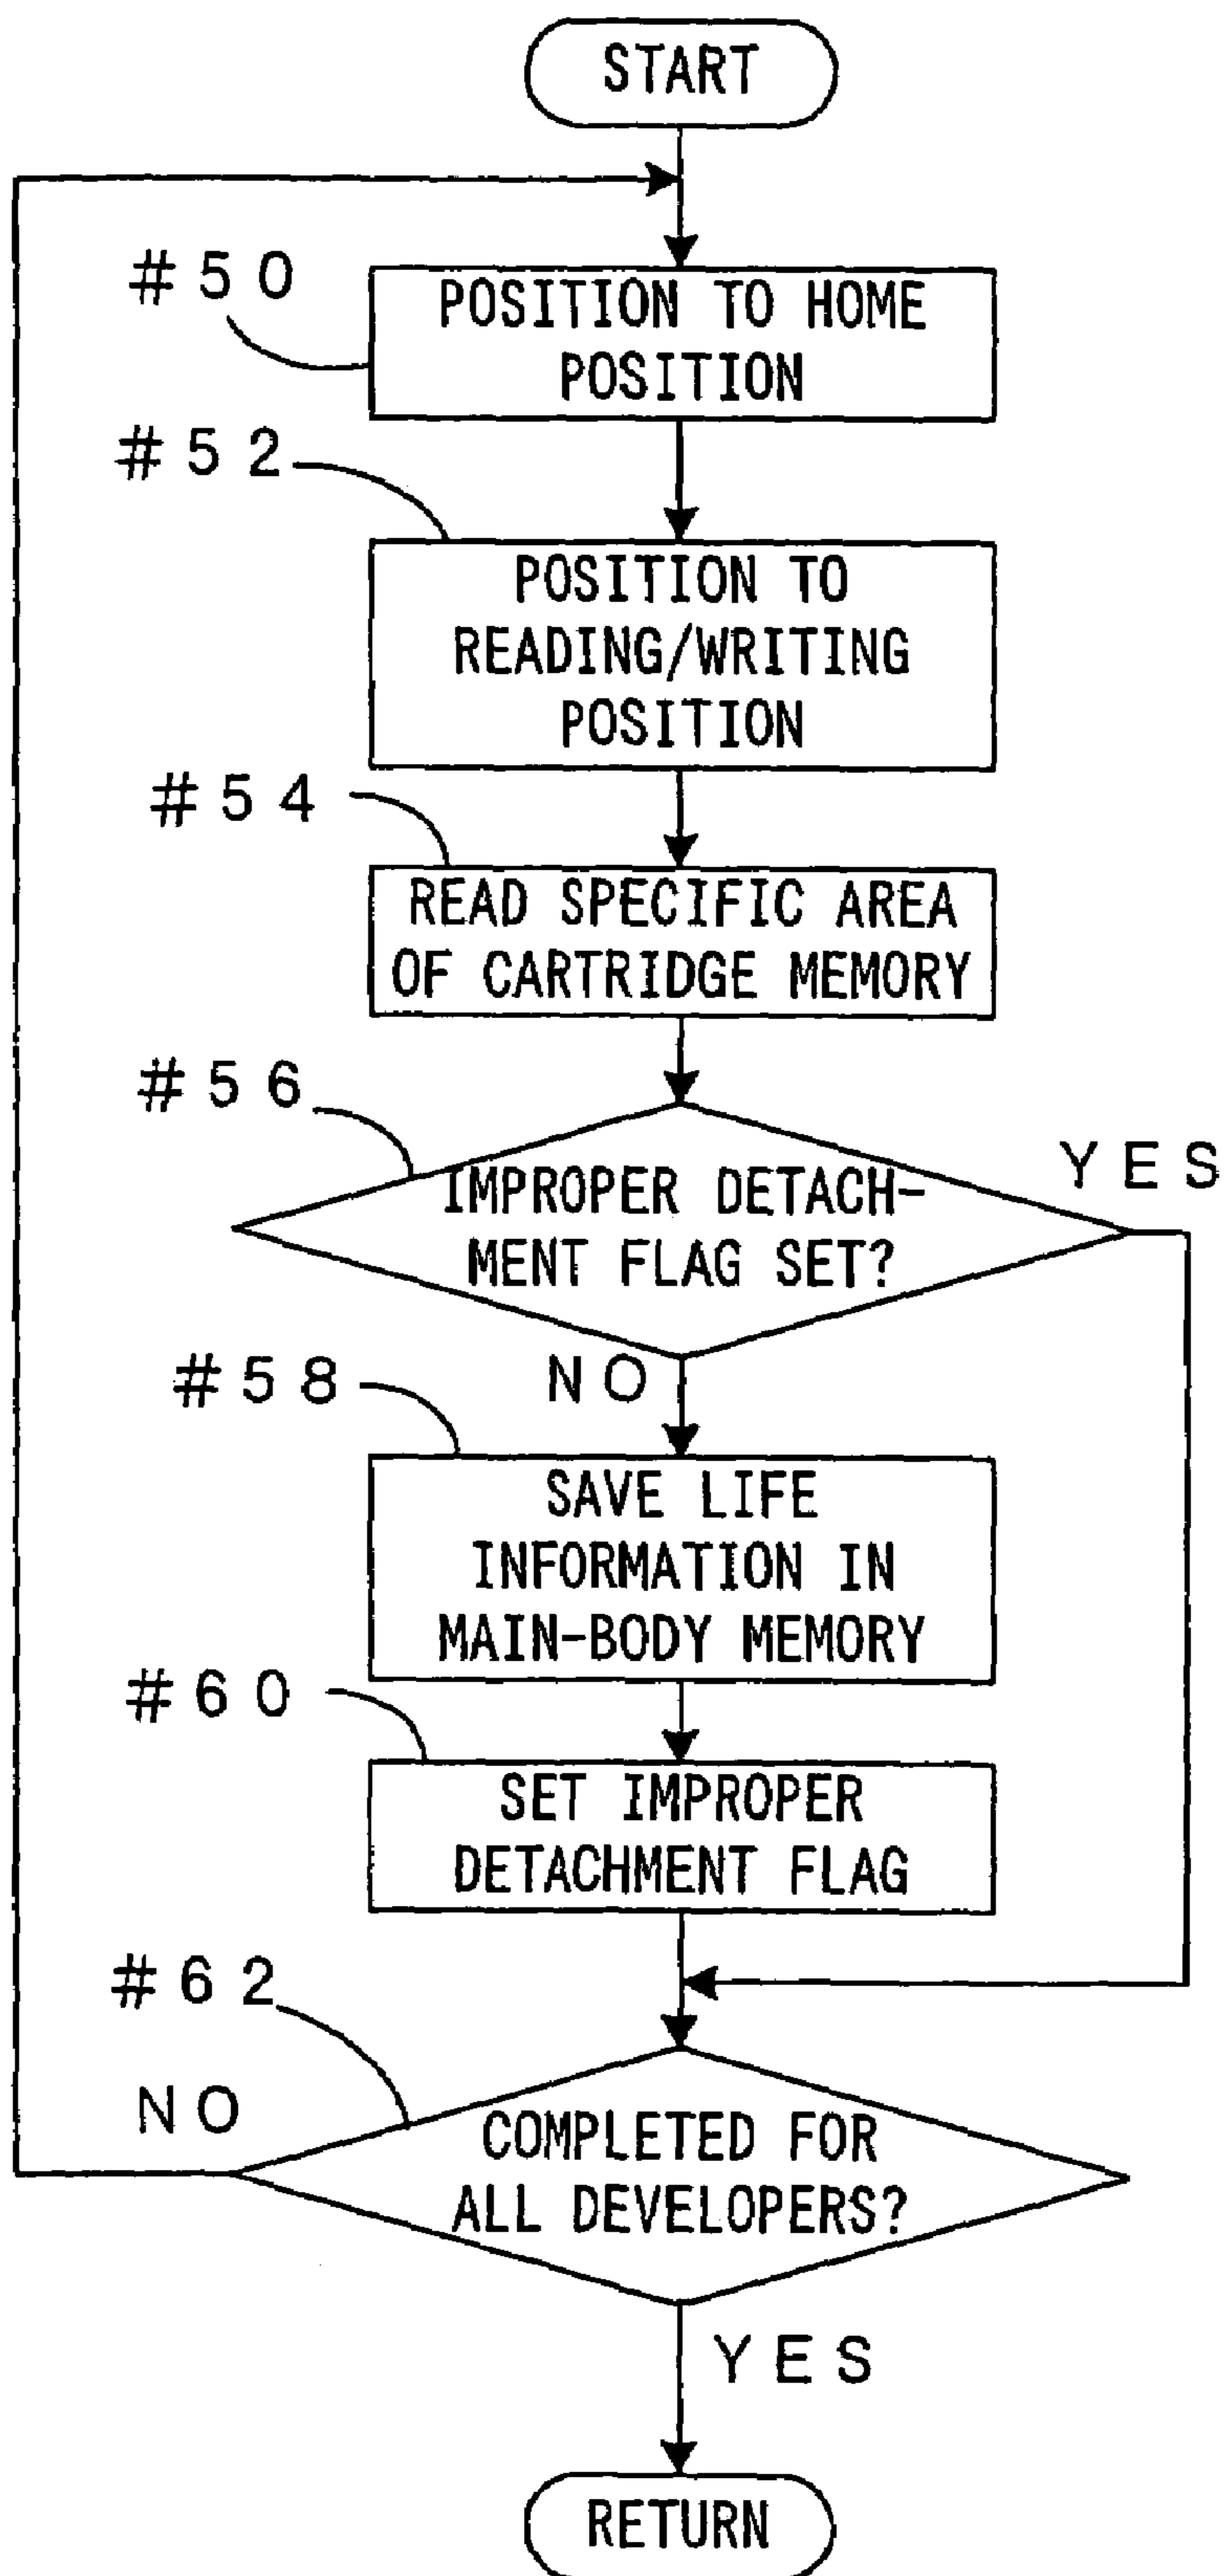 START
#50
POSITION TO HOME
POSITION
#52
POSITION TO
READING/WRITING
POSITION
#54
READ SPECIFIC AREA
OF CARTRIDGE MEMORY
#56
IMPROPER DETACH-
MENT FLAG SET?
YES
NO
#58
SAVE LIFE
INFORMATION IN
MAIN-BODY MEMORY
#60
SET IMPROPER
DETACHMENT FLAG
#62
NO
COMPLETED FOR
ALL DEVELOPERS?
YES
RETURN